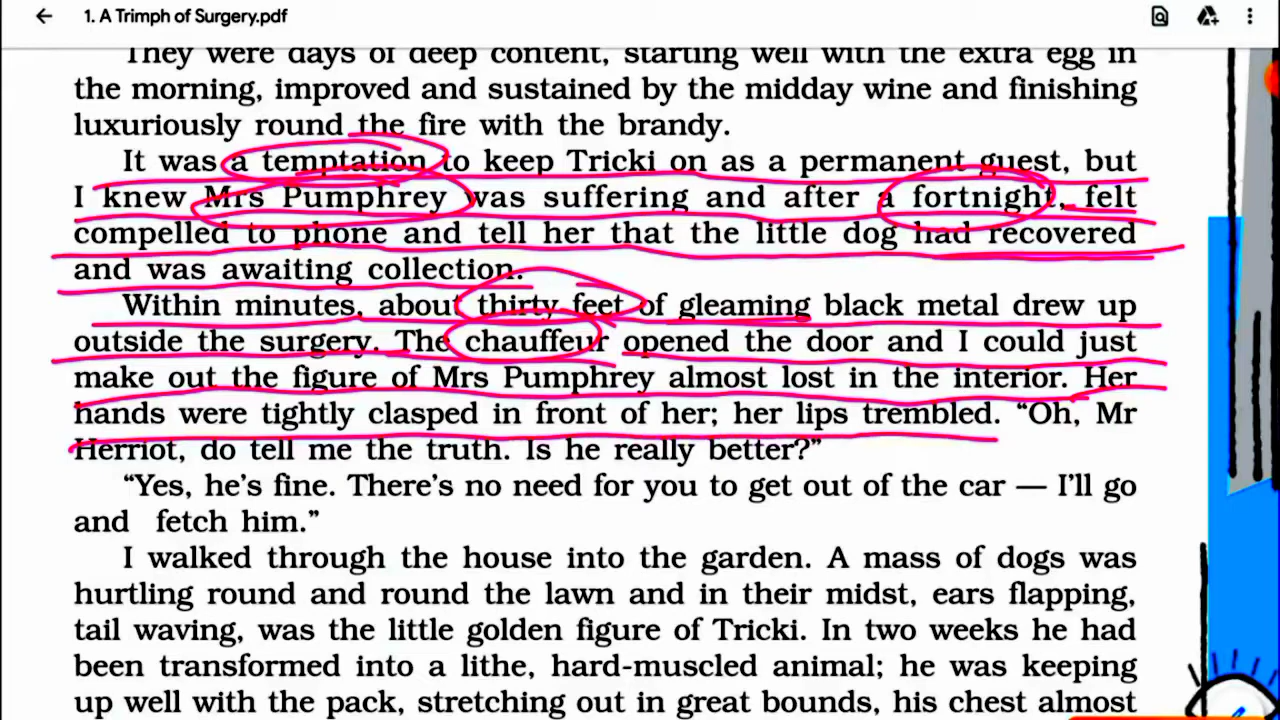 1. A Trimph of Surgery.pdf
They were days of deep content, starting well with the extra egg in
the morning, improved and sustained by the midday wine and finishing
luxuriously round the fire with the brandy.
It was a temptation to keep Tricki on as a permanent guest, but
I knew Mrs Pumphrey was suffering and after a fortnight, felt
compelled to phone and tell her that the little dog had recovered
and was awaiting collection.
Within minutes, about thirty feet of gleaming black metal drew up
outside the surgery. The chauffeur opened the door and I could just
make out the figure of Mrs Pumphrey almost lost in the interior. Her
hands were tightly clasped in front of her; her lips trembled. “Oh, Mr
Herriot, do tell me the truth. Is he really better?”
“Yes, he’s fine. There’s no need for you to get out of the car — I’ll go
and fetch him.”
I walked through the house into the garden. A mass of dogs was
hurtling round and round the lawn and in their midst, ears flapping,
tail waving, was the little golden figure of Tricki. In two weeks he had
been transformed into a lithe, hard-muscled animal; he was keeping
up well with the pack, stretching out in great bounds, his chest almost